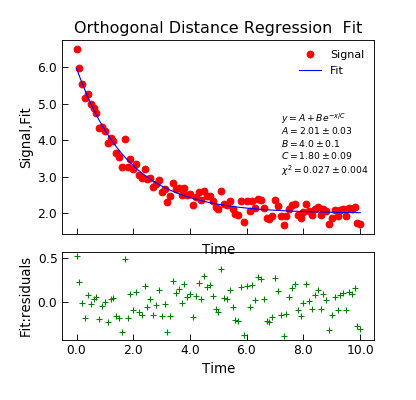 Orthogonal Distance Regression Fit
6.0
5.0
4.0
3.0
2.0
Signal,Fit
Signal
Fit
y = A + Be^{-x/C}
A = 2.01 ± 0.03
B = 4.0 ± 0.1
C = 1.80 ± 0.09
χ² = 0.027 ± 0.004
Time
0.5
0.0
Fit:residuals
0.0 2.0 4.0 6.0 8.0 10.0
Time